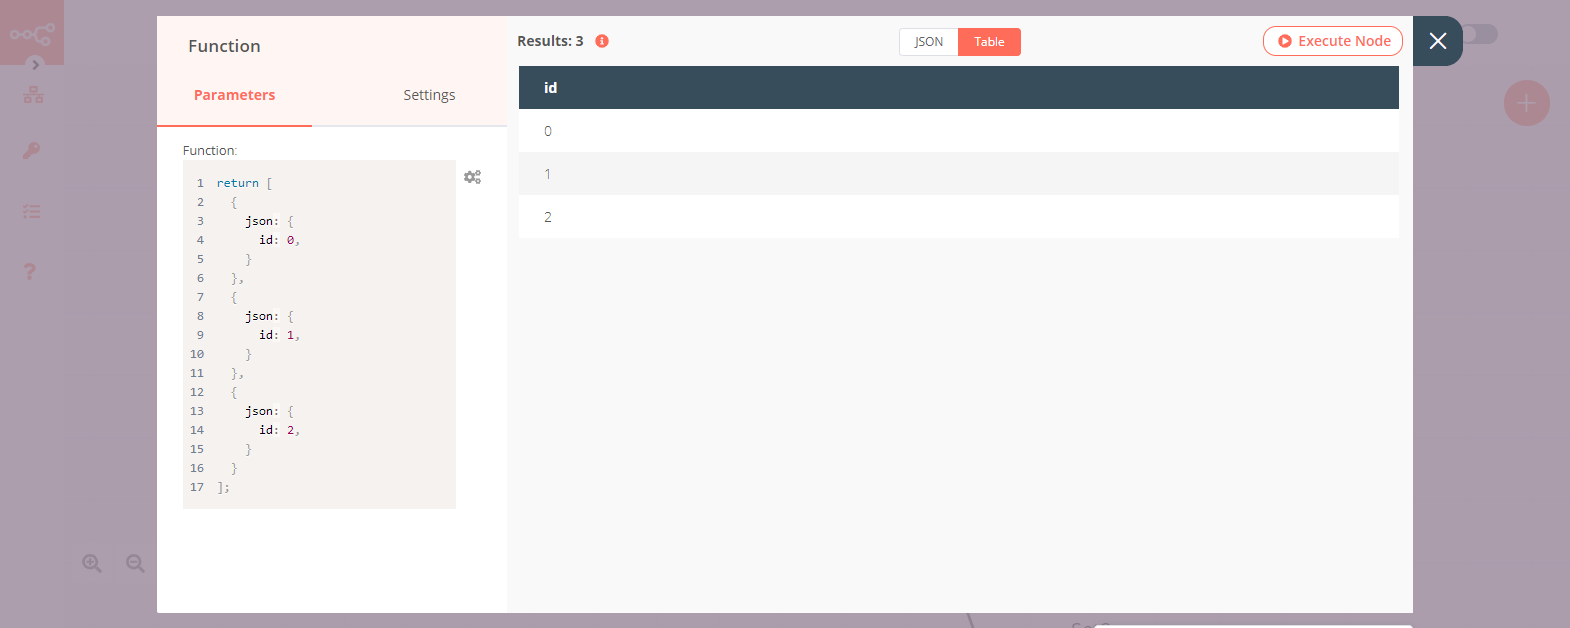 Function
Parameters Settings
Function:
1 return [
2 {
3 json: {
4 id: 0,
5 }
6 },
7 {
8 json: {
9 id: 1,
10 }
11 },
12 {
13 json: {
14 id: 2,
15 }
16 }
17 ];
Results: 3
JSON Table
Execute Node
id
0
1
2